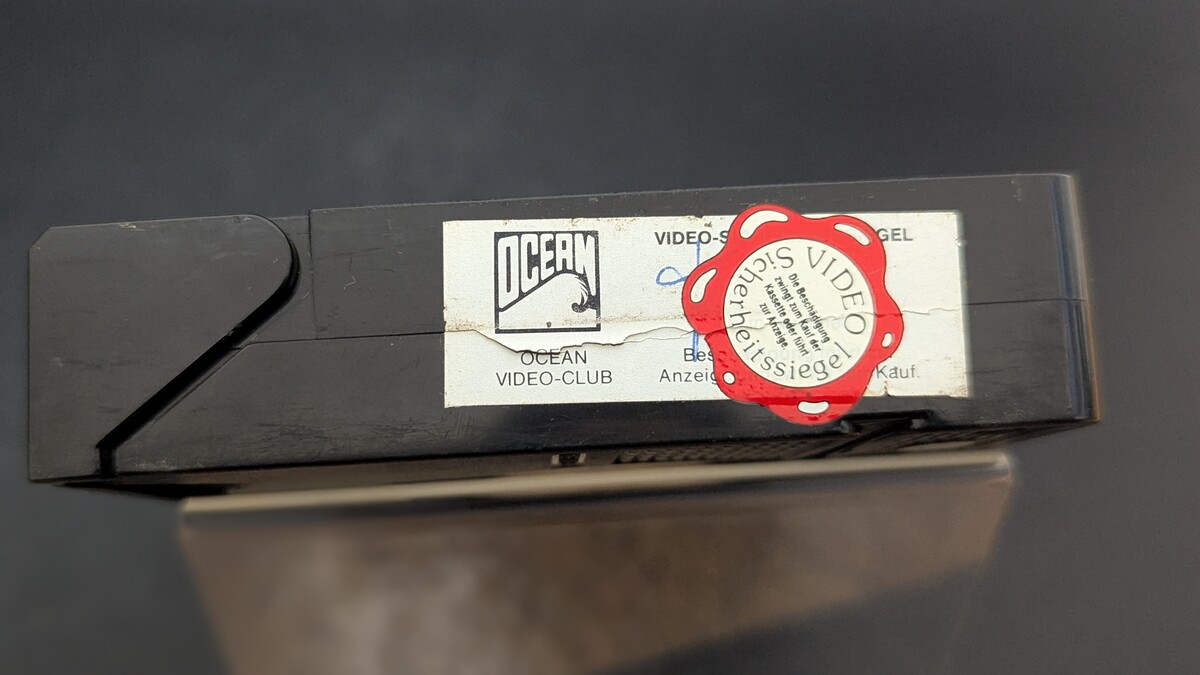 OCEAN
OCEAN
VIDEO-CLUB
VIDEO-S
GEL
Bes
Anzeig
Kauf.
VIDEO
Sicherheitssiegel
Die Beschädigung
zwingt zum Kauf der
Kassette oder führt
zur Anzeige.